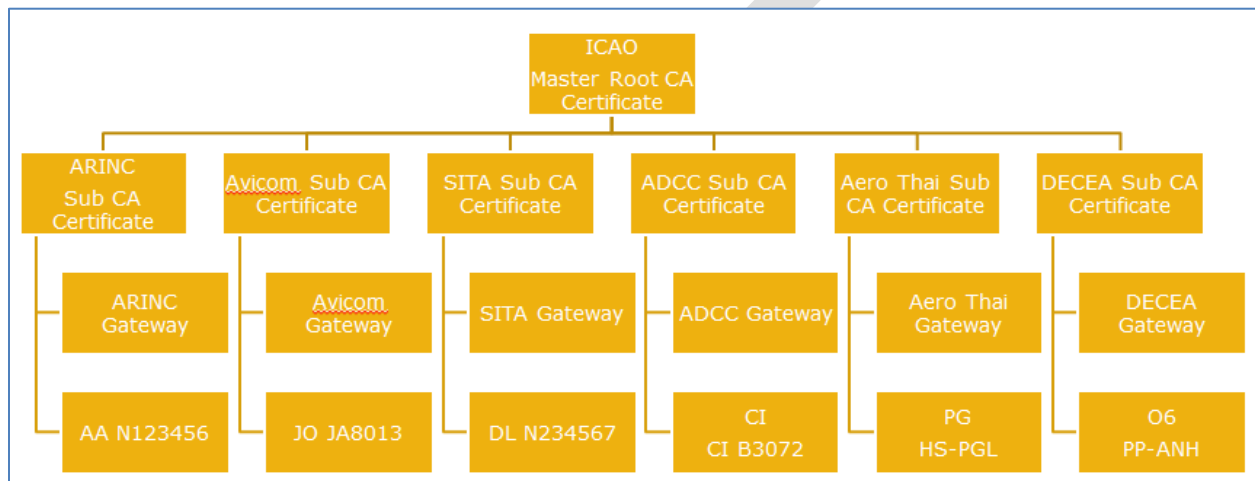 ICAO
Master Root CA
Certificate
ARINC
Sub CA
Certificate
Avicom Sub CA
Certificate
SITA Sub CA
Certificate
ADCC Sub CA
Certificate
Aero Thai Sub
CA Certificate
DECEA Sub CA
Certificate
ARINC
Gateway
Avicom
Gateway
SITA Gateway
ADCC Gateway
Aero Thai
Gateway
DECEA
Gateway
AA N123456
JO JA8013
DL N234567
CI
CI B3072
PG
HS-PGL
O6
PP-ANH